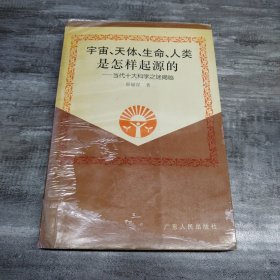 宇宙、天体、生命、人类
是怎样起源的
——当代十大科学之谜揭秘
著
广东人民出版社